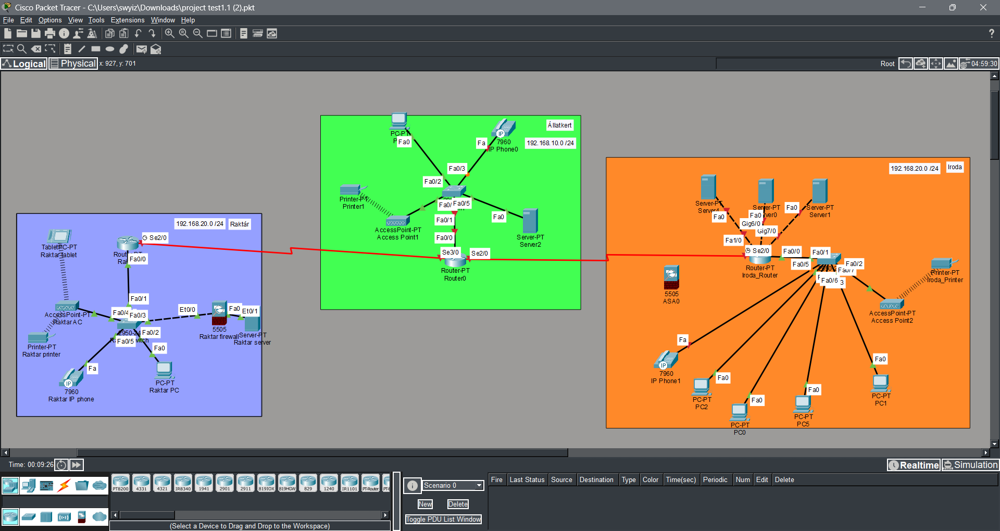 Cisco Packet Tracer - C:\Users\swyiz\Downloads\project test1.1 (2).pkt
File Edit Options View Tools Extensions Window Help
?
Logical Physical x: 927, y: 701
Root 04:59:30
Állatkert
192.168.10.0 /24
PC-PT
Fa0
7960
IP Phone0
Fa
Fa0/3
Fa0/2
Printer-PT
Printer1
Fa0/5
Fa0/1
Fa0
AccessPoint-PT
Access Point1
Server-PT
Server2
Fa0/0
Se3/0
Se2/0
Router-PT
Router0
192.168.20.0 /24
Iroda
Server-PT
Fa0
Server-PT
Fa0
Fa0
Server-PT
Server1
Gig6/0
Gig7/0
Fa1/0
Se2/0
Fa0/0
Fa0/1
Fa0/5
Fa0/2
Fa0/6
3
Router-PT
Iroda_Router
Printer-PT
Iroda_Printer
5505
ASA0
AccessPoint-PT
Access Point2
Fa
7960
IP Phone1
Fa0
PC-PT
PC2
Fa0
PC-PT
PC0
Fa0
PC-PT
PC5
Fa0
PC-PT
PC1
192.168.20.0 /24
Raktár
TabletPC-PT
Raktar tablet
Se2/0
Fa0/0
Fa0/1
AccessPoint-PT
Raktar AC
Fa0/4
Fa0/3
Et0/0
Fa0
Et0/1
5505
Raktar firewall
Server-PT
Raktar server
2950-24
Fa0/2
Fa0/5
Printer-PT
Raktar printer
Fa
Fa0
7960
Raktar IP phone
PC-PT
Raktar PC
Time: 00:09:26
Realtime Simulation
PT8200 4331 4321 IR8340 1941 2901 2911 819IOX 819HGW 829 1240 IR1101 PT-Router
(Select a Device to Drag and Drop to the Workspace)
Scenario 0
New Delete
Toggle PDU List Window
Fire Last Status Source Destination Type Color Time(sec) Periodic Num Edit Delete